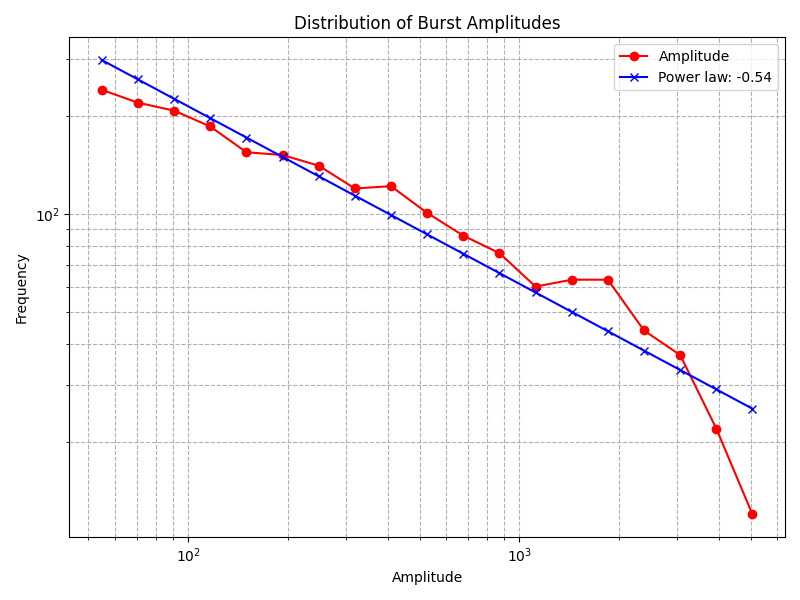 Distribution of Burst Amplitudes
Amplitude
Power law: -0.54
Frequency
10²
10²
10³
Amplitude